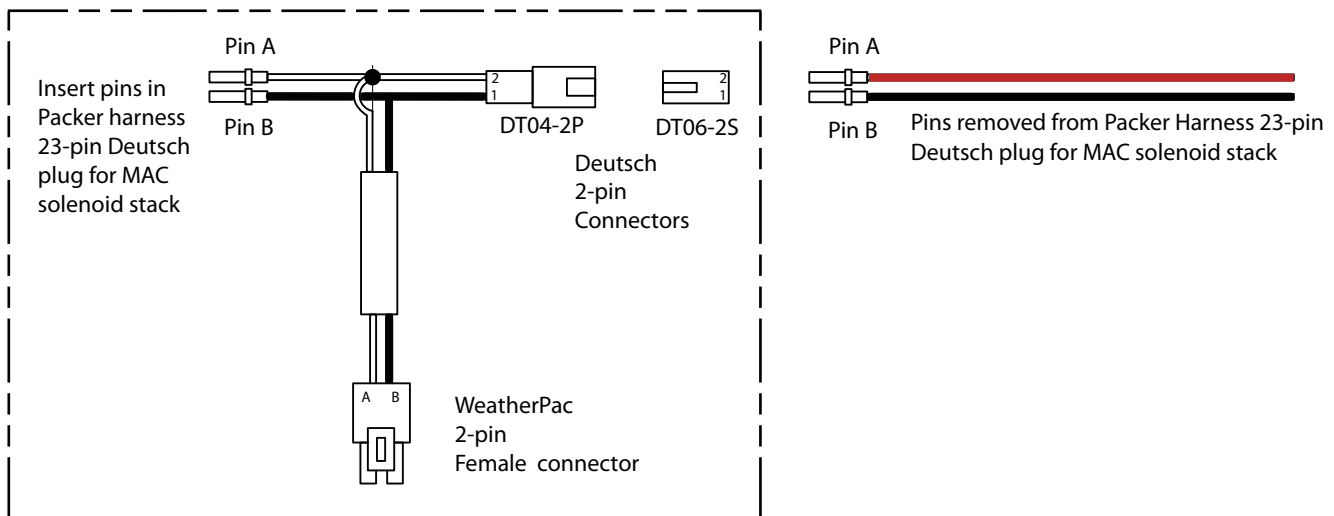 Pin A
Insert pins in
Packer harness
23-pin Deutsch
plug for MAC
solenoid stack
Pin B
2
1
DT04-2P
2
1
DT06-2S
Deutsch
2-pin
Connectors
A B
WeatherPac
2-pin
Female connector
Pin A
Pin B
Pins removed from Packer Harness 23-pin
Deutsch plug for MAC solenoid stack